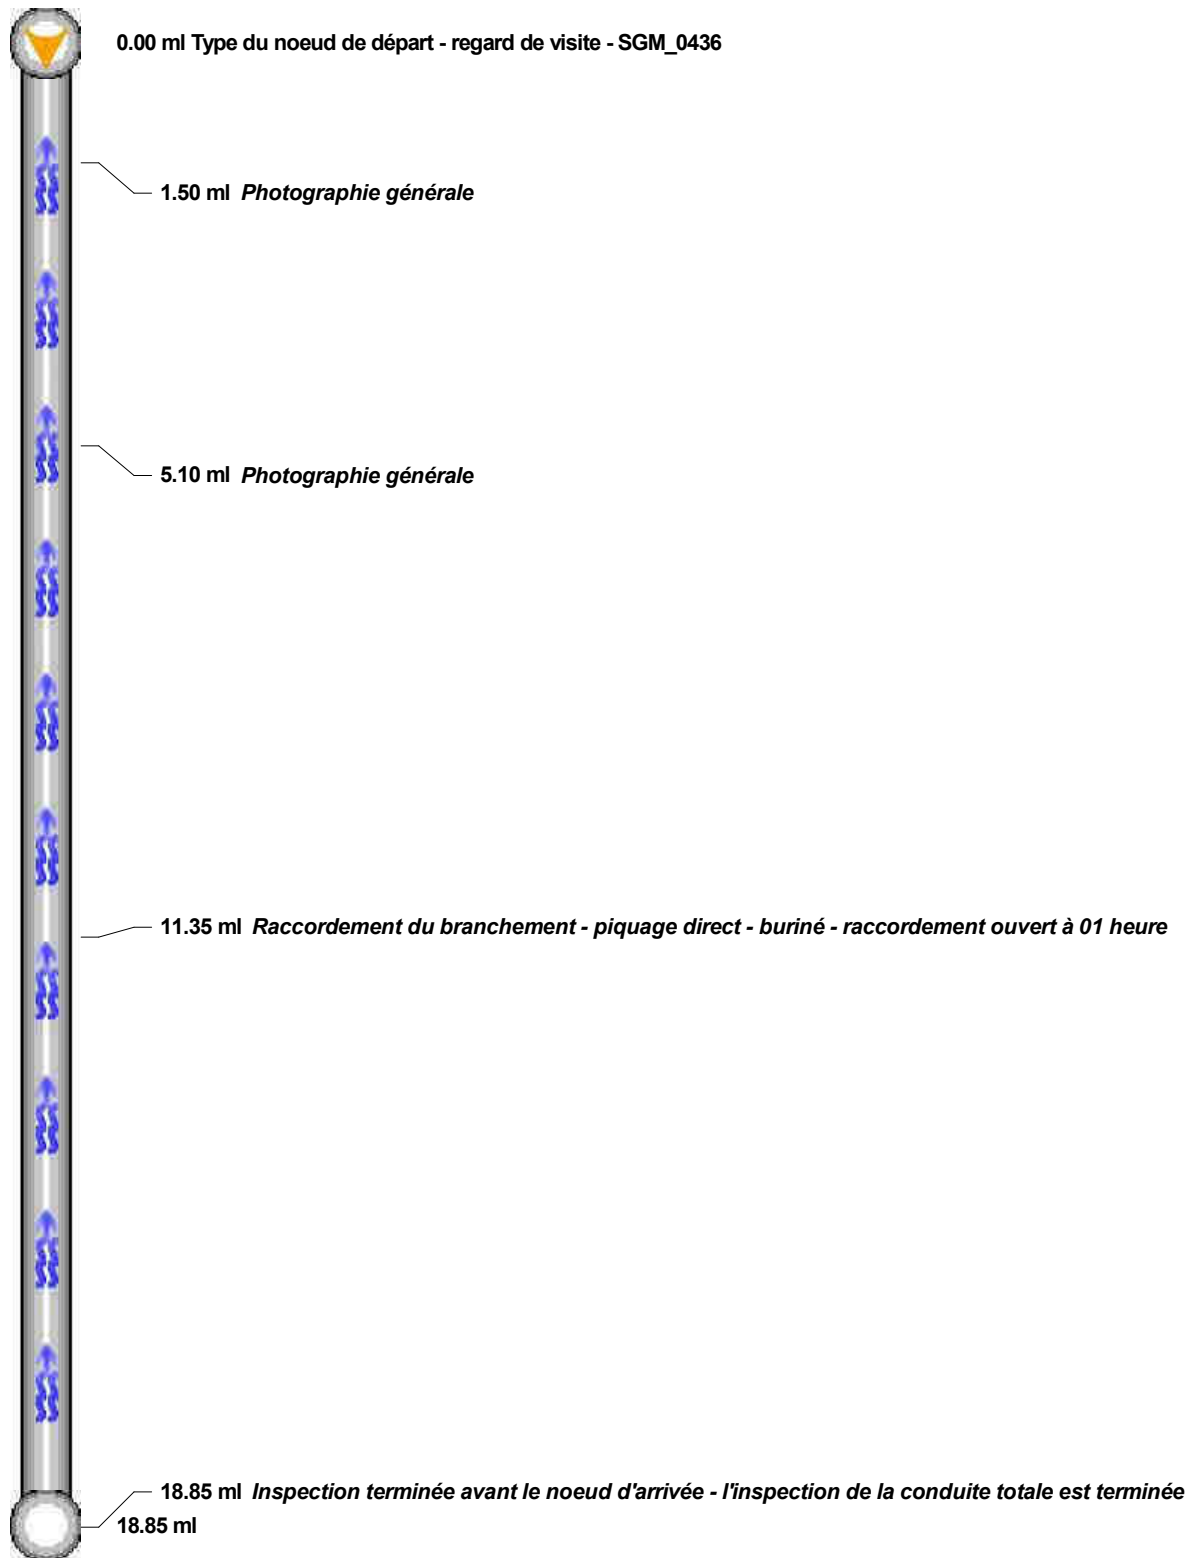 0.00 ml Type du noeud de départ - regard de visite - SGM_0436
1.50 ml Photographie générale
5.10 ml Photographie générale
11.35 ml Raccordement du branchement - piquage direct - buriné - raccordement ouvert à 01 heure
18.85 ml Inspection terminée avant le noeud d'arrivée - l'inspection de la conduite totale est terminée
18.85 ml